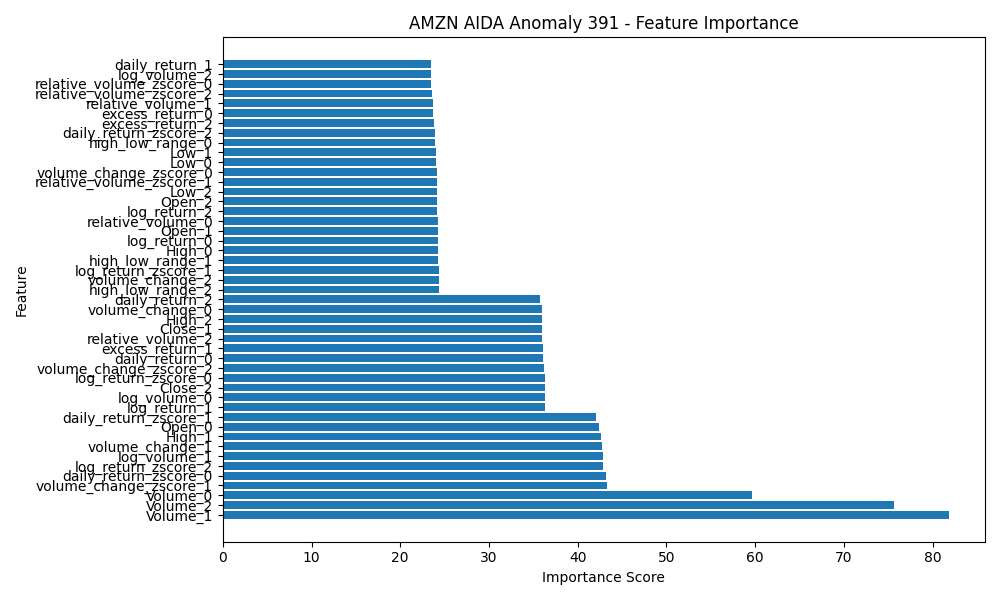 AMZN AIDA Anomaly 391 - Feature Importance
daily_return_1
log_volume_2
relative_volume_zscore_0
relative_volume_zscore_2
relative_volume_1
excess_return_0
excess_return_2
daily_return_zscore_2
high_low_range_0
Low_1
Low_0
volume_change_zscore_0
relative_volume_zscore_1
Low_2
Open_2
log_return_2
relative_volume_0
Open_1
log_return_0
High_0
high_low_range_1
log_return_zscore_1
volume_change_2
high_low_range_2
daily_return_2
volume_change_0
High_2
Close_1
relative_volume_2
excess_return_1
daily_return_0
volume_change_zscore_2
log_return_zscore_0
Close_2
log_volume_0
log_return_1
daily_return_zscore_1
Open_0
High_1
volume_change_1
log_volume_1
log_return_zscore_2
daily_return_zscore_0
volume_change_zscore_1
Volume_0
Volume_2
Volume_1
Feature
0 10 20 30 40 50 60 70 80
Importance Score